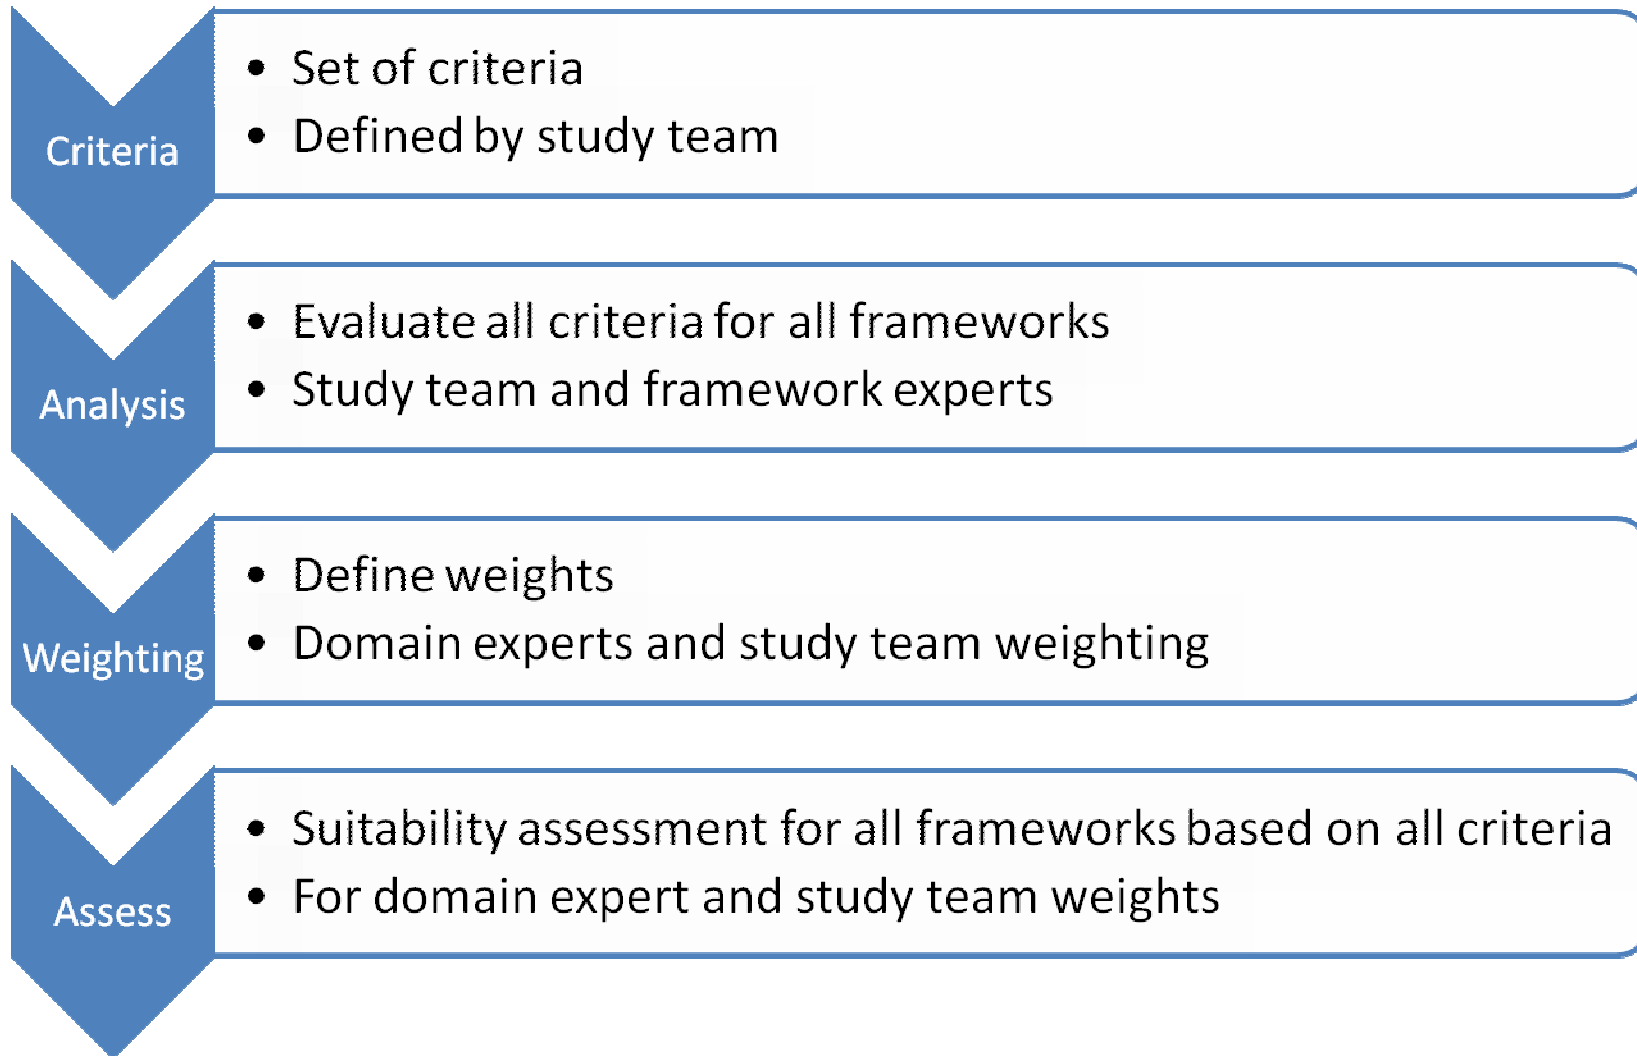 Criteria
• Set of criteria
• Defined by study team
Analysis
• Evaluate all criteria for all frameworks
• Study team and framework experts
Weighting
• Define weights
• Domain experts and study team weighting
Assess
• Suitability assessment for all frameworks based on all criteria
• For domain expert and study team weights